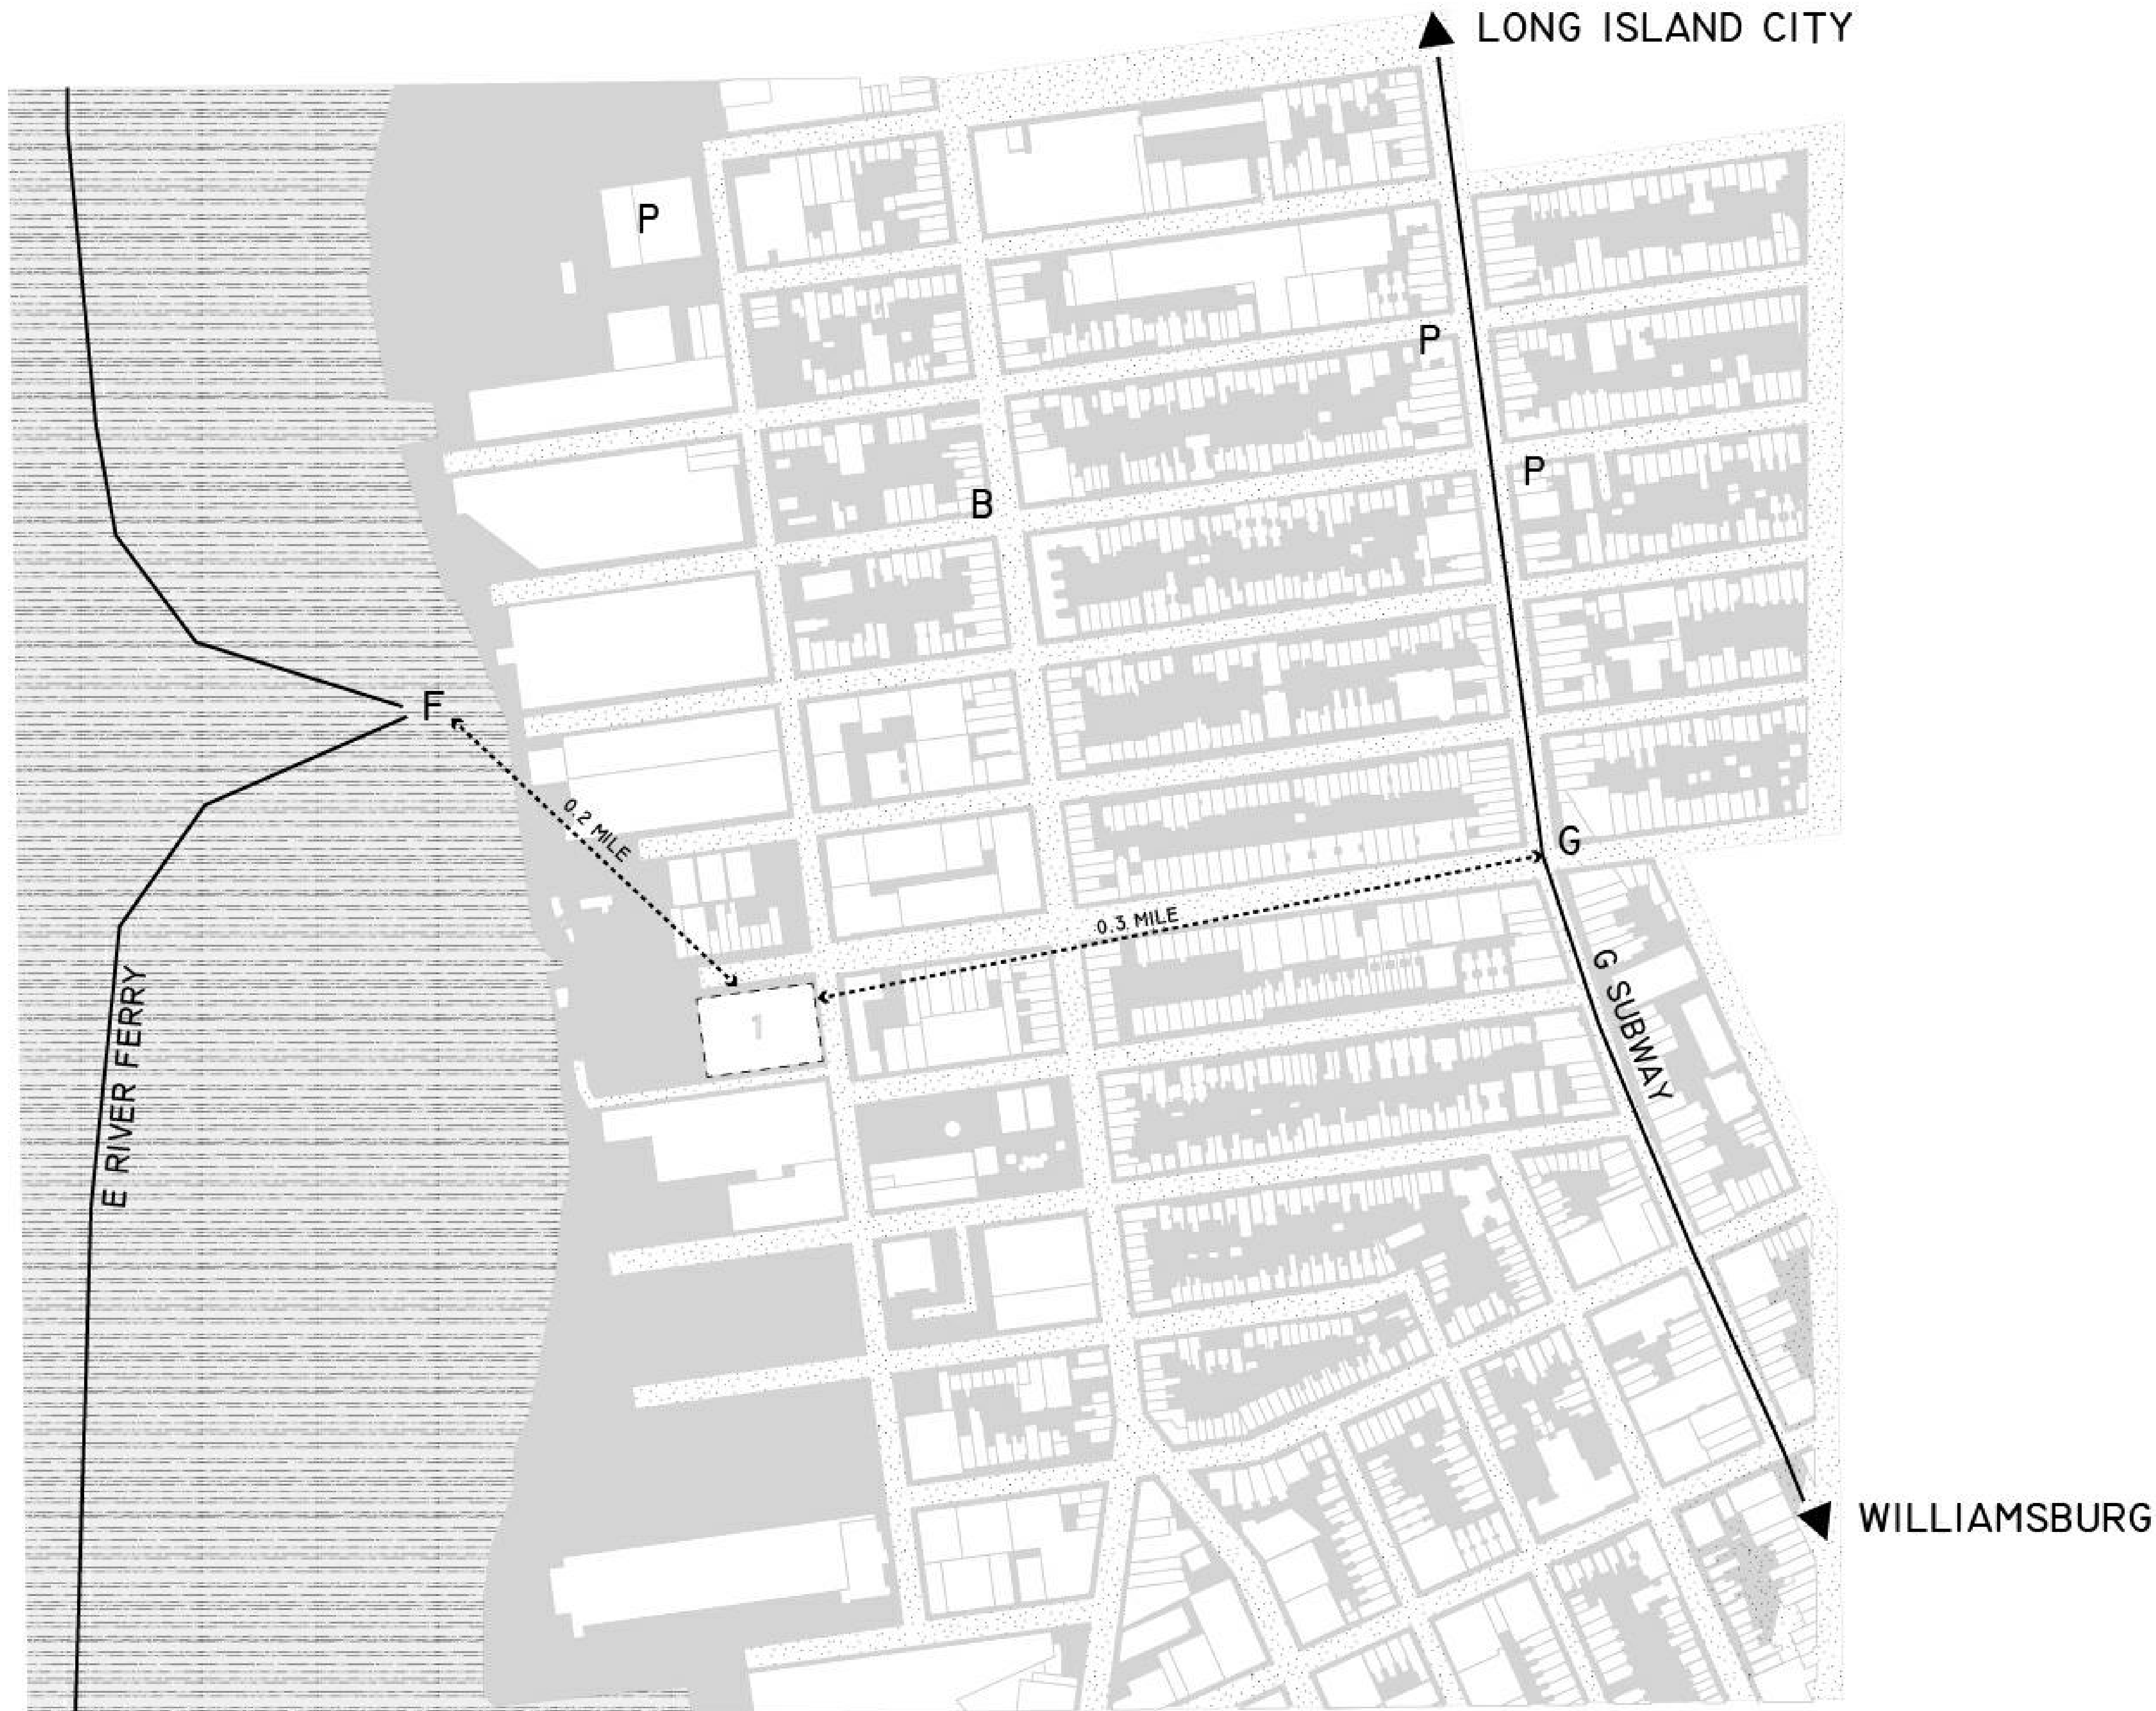 LONG ISLAND CITY
P
P
P
B
F
0.2 MILE
G
0.3 MILE
G SUBWAY
1
E RIVER FERRY
WILLIAMSBURG